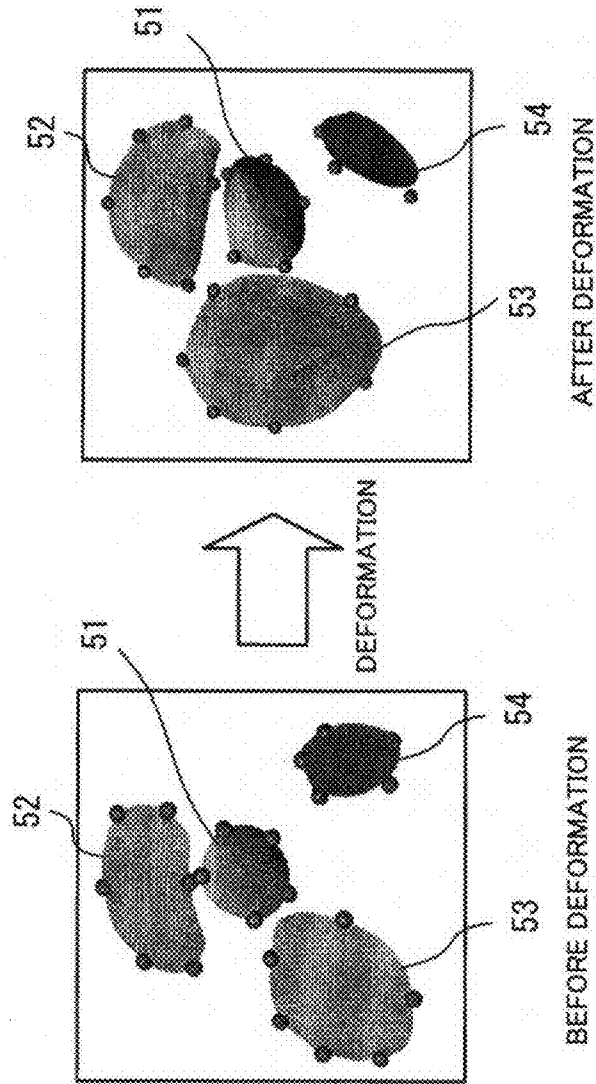 52
51
54
53
BEFORE DEFORMATION
DEFORMATION
52
51
54
53
AFTER DEFORMATION